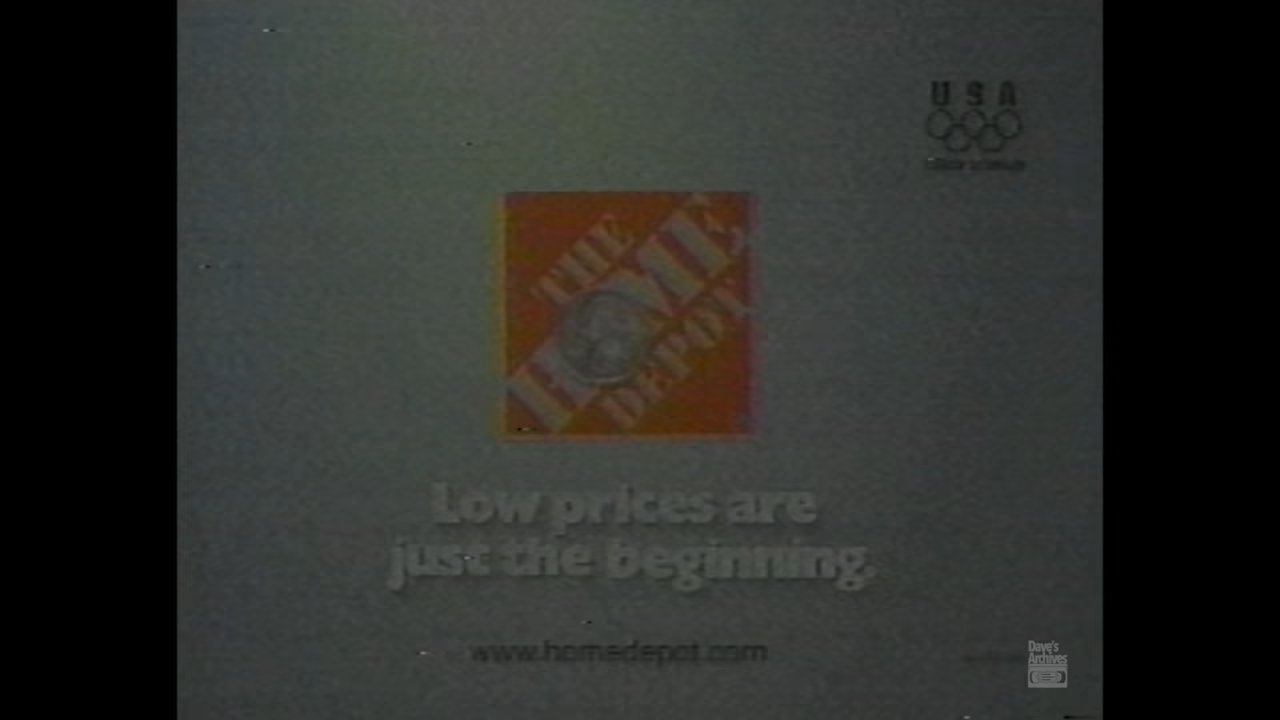 USA
THE
HOME
DEPOT
Low prices are
just the beginning.
www.homedepot.com
Dave's
Archives